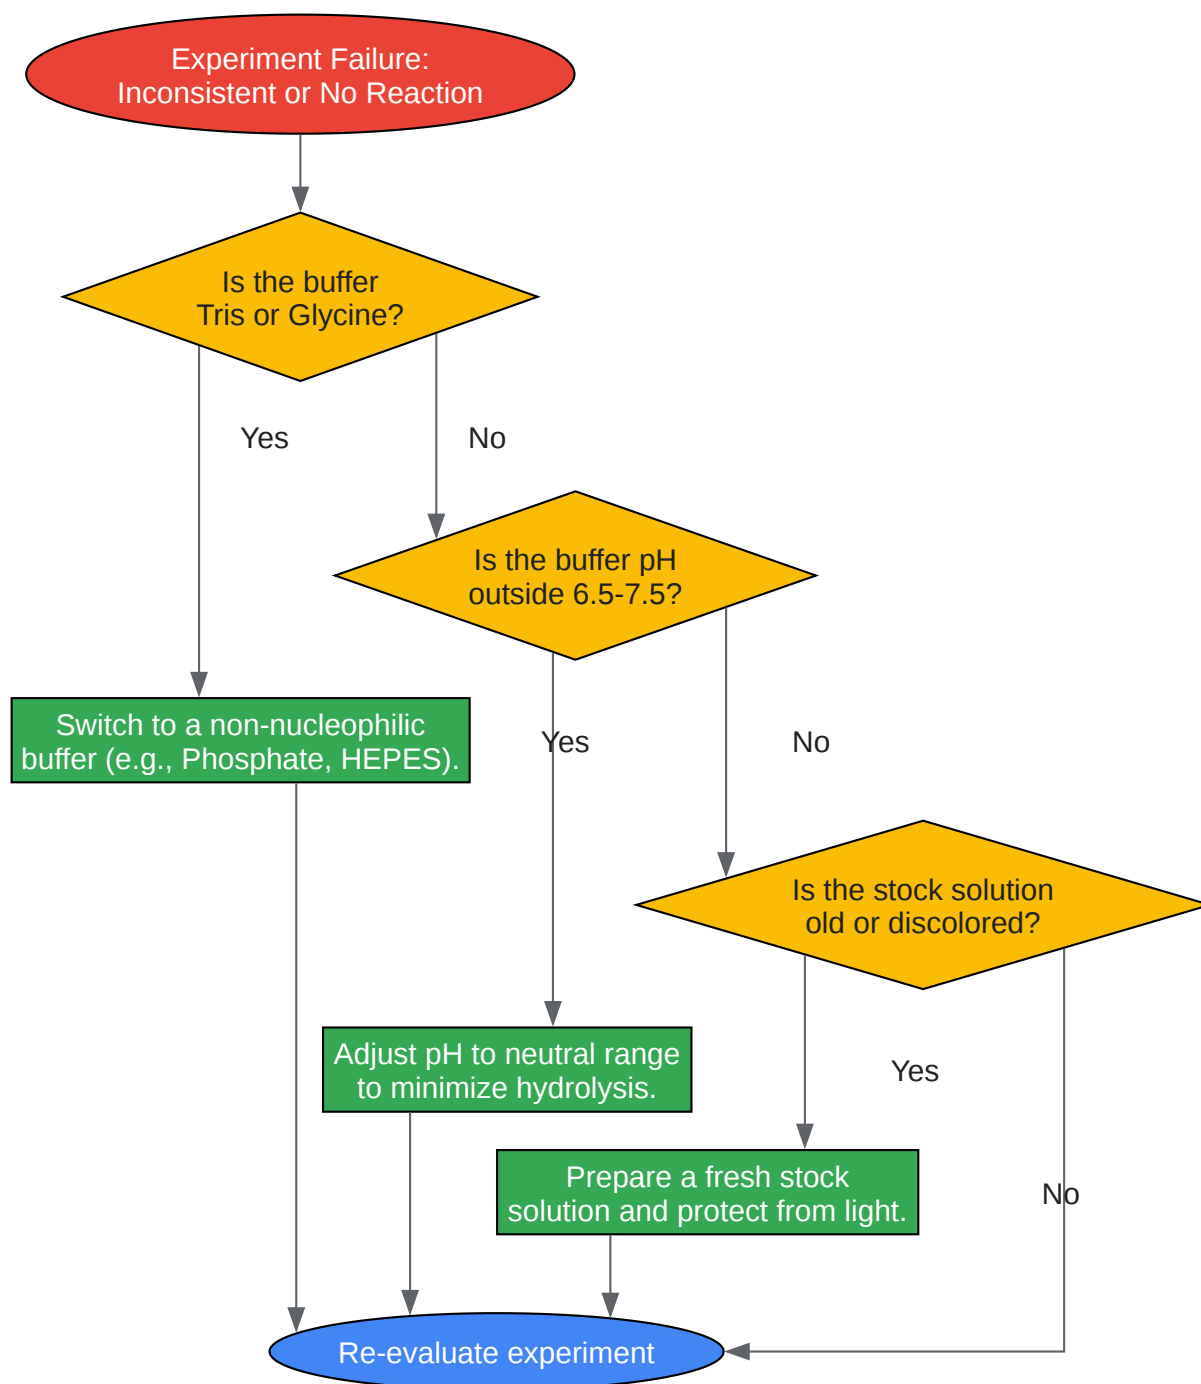 Experiment Failure:
Inconsistent or No Reaction
Is the buffer
Tris or Glycine?
Yes
No
Is the buffer pH
outside 6.5-7.5?
Switch to a non-nucleophilic
buffer (e.g., Phosphate, HEPES).
Yes
No
Is the stock solution
old or discolored?
Adjust pH to neutral range
to minimize hydrolysis.
Yes
Prepare a fresh stock
solution and protect from light.
No
Re-evaluate experiment